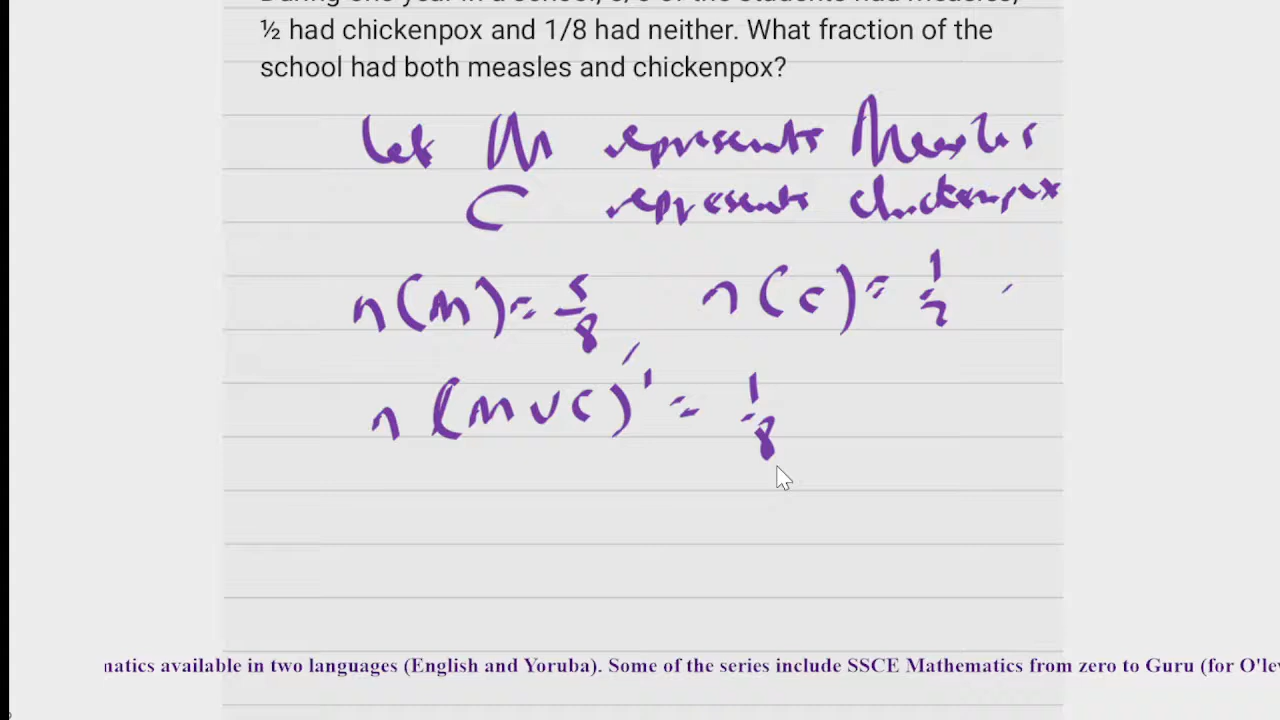 ½ had chickenpox and 1/8 had neither. What fraction of the
school had both measles and chickenpox?
Let M represents Measles
C represents chickenpox
n(M) = 5/8, n(C) = 1/2,
n(MUC)' = 1/8
matics available in two languages (English and Yoruba). Some of the series include SSCE Mathematics from zero to Guru (for O'lev